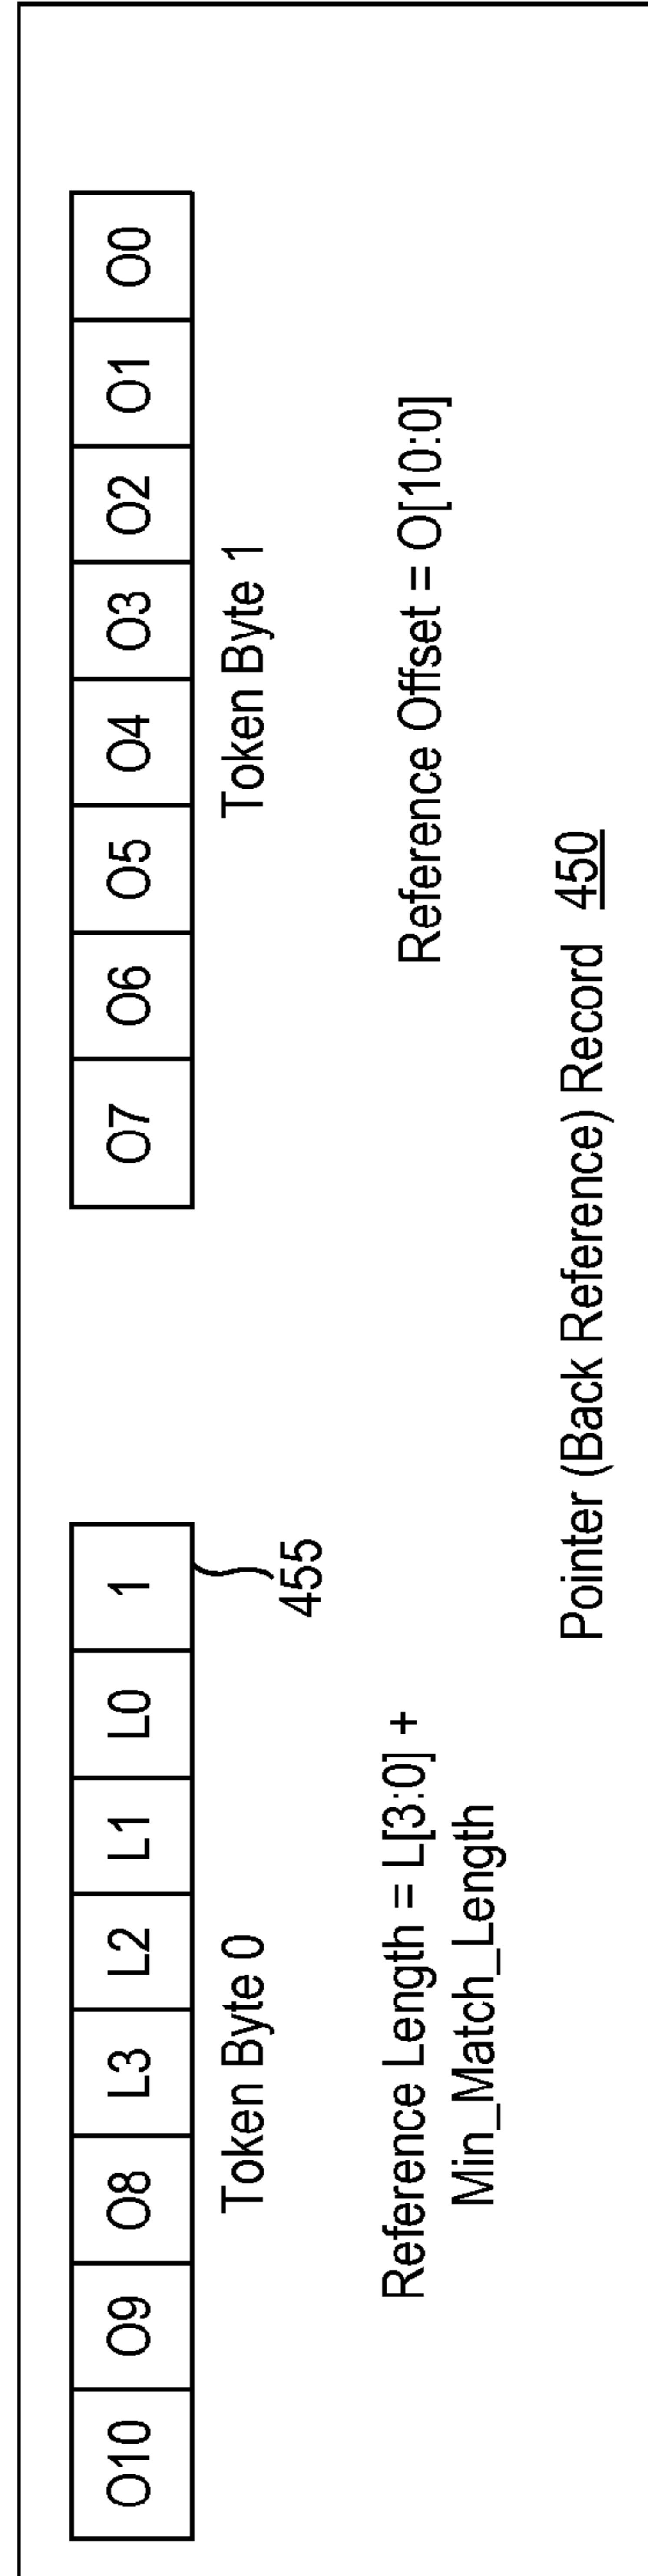 O10 O9 O8 L3 L2 L1 L0 1
O7 O6 O5 O4 O3 O2 O1 O0
Token Byte 0
Token Byte 1
455
Reference Length = L[3:0] +
Min_Match_Length
Reference Offset = O[10:0]
Pointer (Back Reference) Record 450